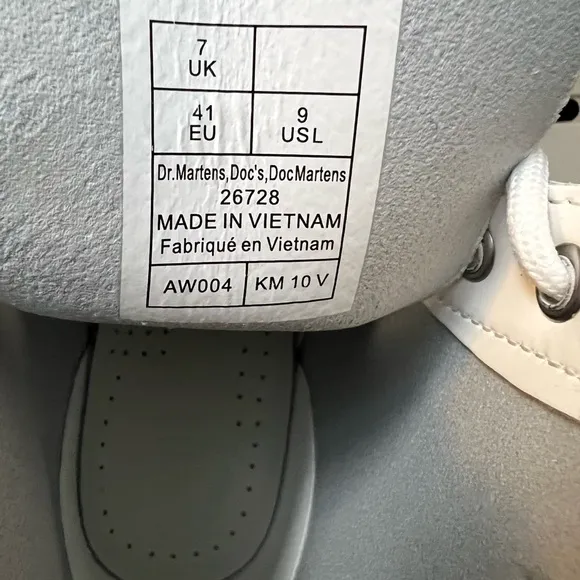 7
UK
41
EU
9
USL
Dr.Martens,Doc's,DocMartens
26728
MADE IN VIETNAM
Fabriqué en Vietnam
AW004
KM 10 V